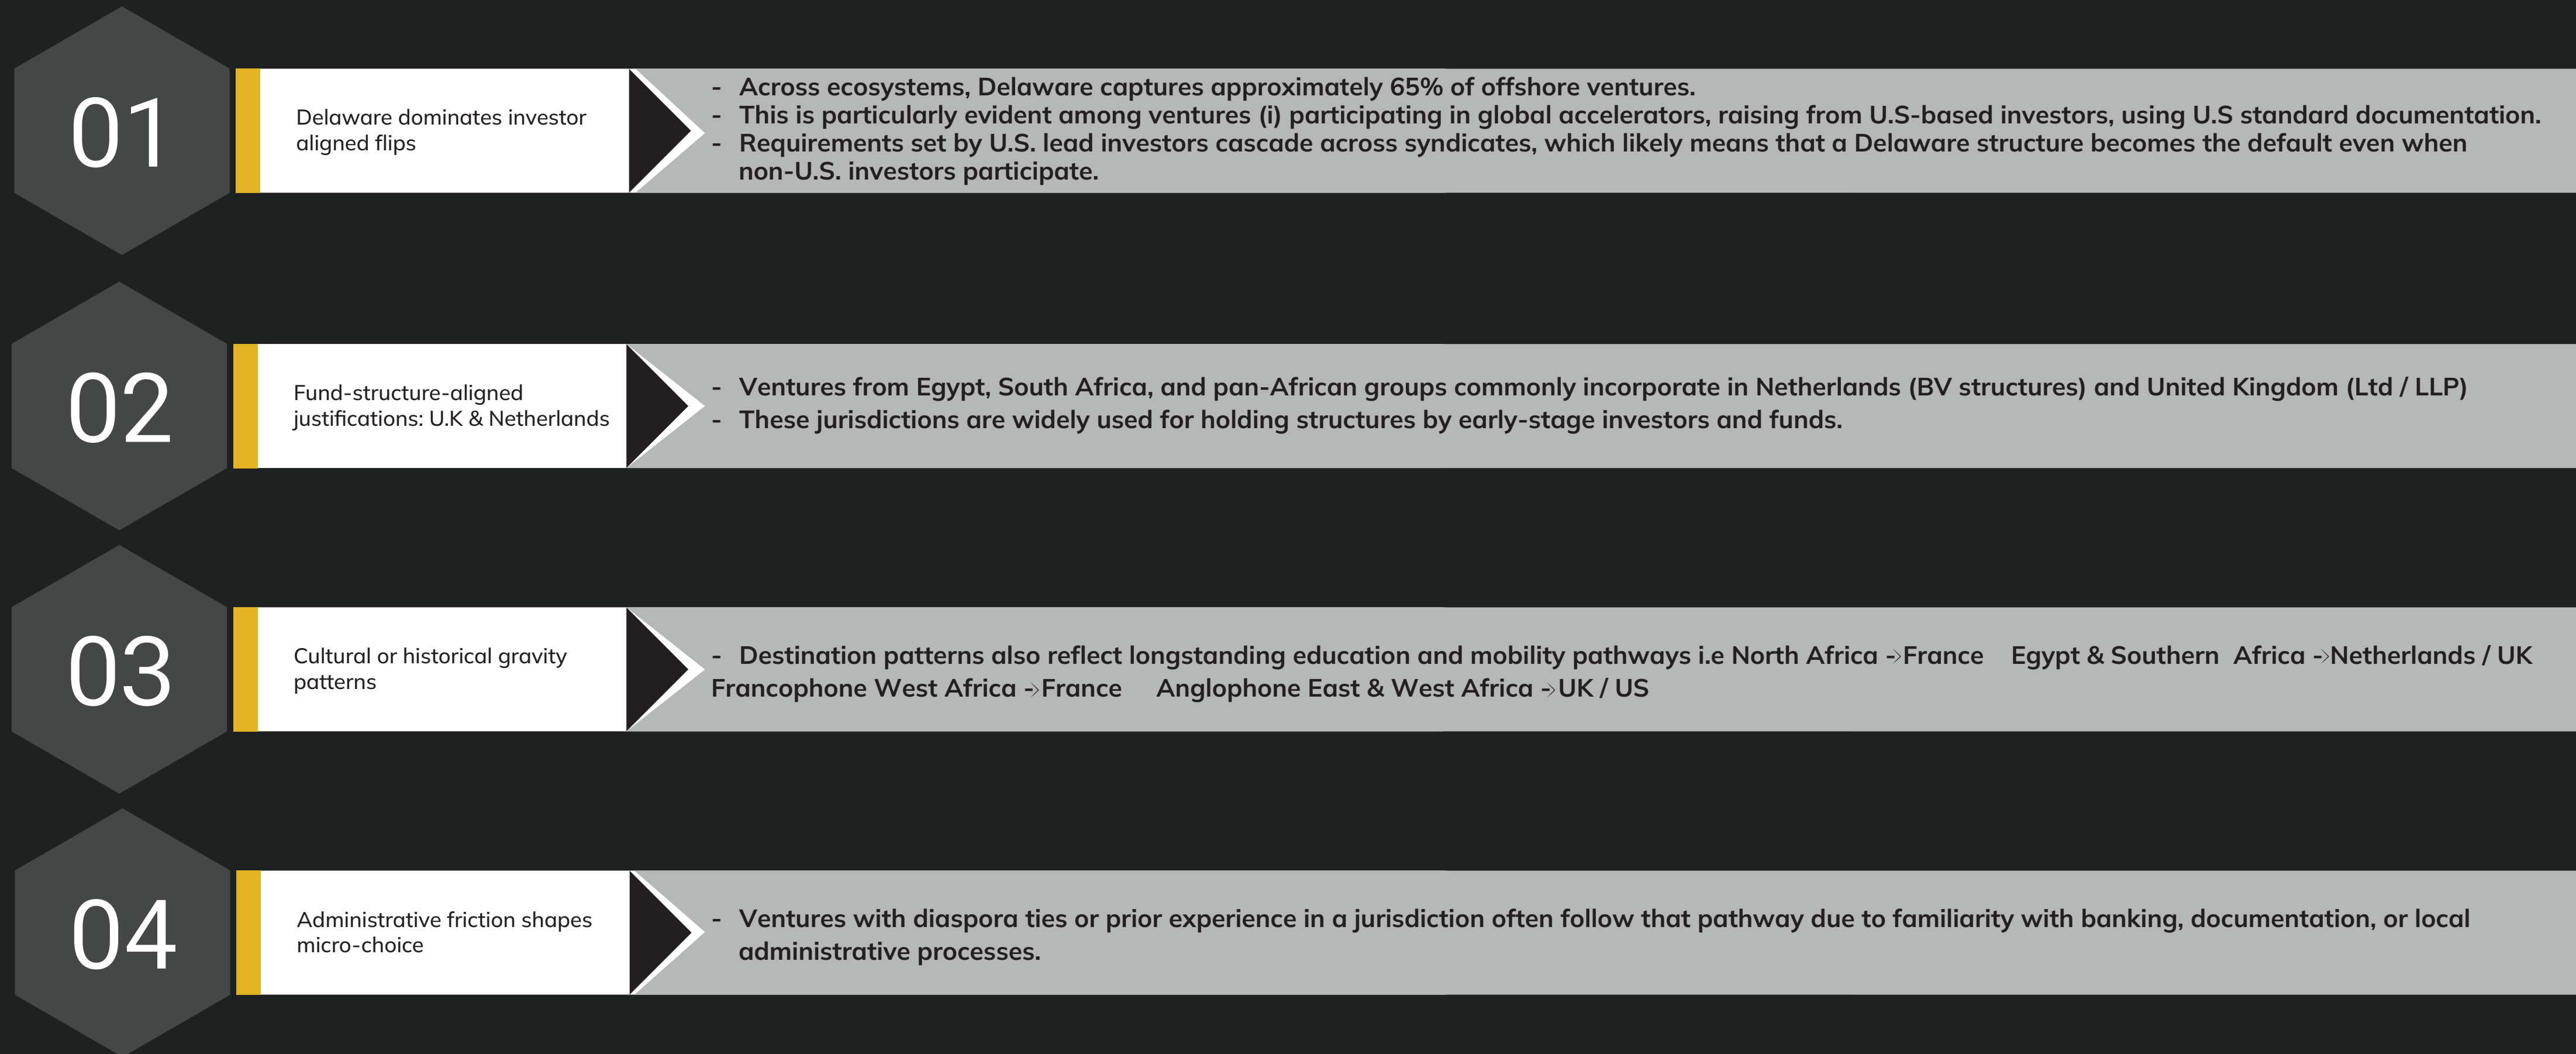 01
Delaware dominates investor
aligned flips
- Across ecosystems, Delaware captures approximately 65% of offshore ventures.
- This is particularly evident among ventures (i) participating in global accelerators, raising from U.S-based investors, using U.S standard documentation.
- Requirements set by U.S. lead investors cascade across syndicates, which likely means that a Delaware structure becomes the default even when
non-U.S. investors participate.
02
Fund-structure-aligned
justifications: U.K & Netherlands
- Ventures from Egypt, South Africa, and pan-African groups commonly incorporate in Netherlands (BV structures) and United Kingdom (Ltd / LLP)
- These jurisdictions are widely used for holding structures by early-stage investors and funds.
03
Cultural or historical gravity
patterns
- Destination patterns also reflect longstanding education and mobility pathways i.e North Africa ->France Egypt & Southern Africa ->Netherlands / UK
Francophone West Africa ->France Anglophone East & West Africa ->UK / US
04
Administrative friction shapes
micro-choice
- Ventures with diaspora ties or prior experience in a jurisdiction often follow that pathway due to familiarity with banking, documentation, or local
administrative processes.